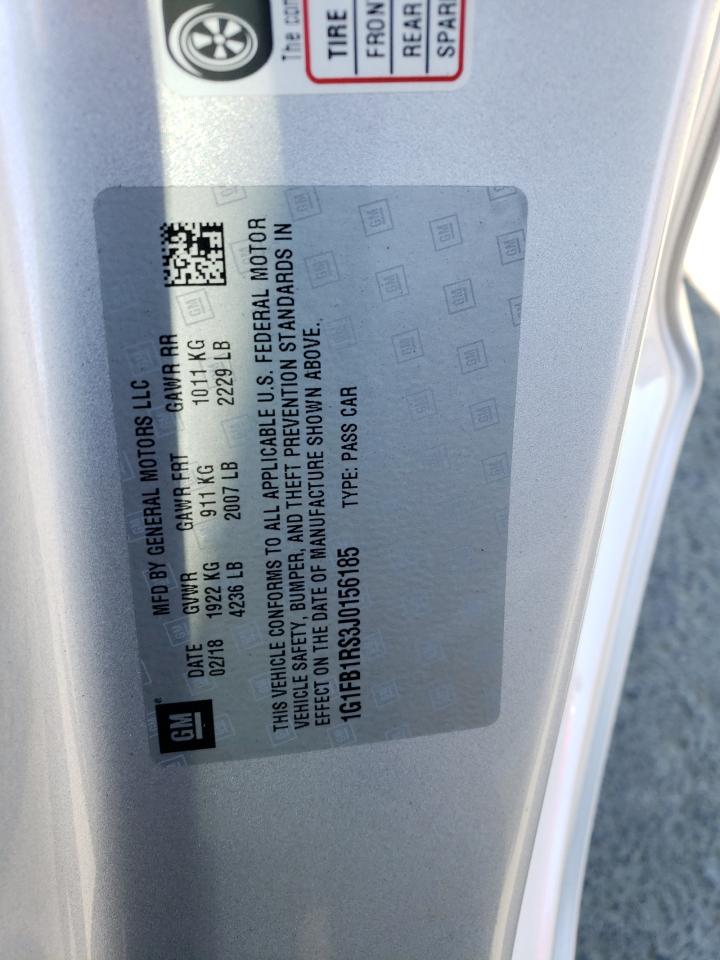 The con
TIRE
FRON
REAR
SPAR
MFD BY GENERAL MOTORS LLC
DATE GVWR GAWR FRT GAWR RR
02/18 1922 KG 911 KG 1011 KG
4236 LB 2007 LB 2229 LB
THIS VEHICLE CONFORMS TO ALL APPLICABLE U.S. FEDERAL MOTOR
VEHICLE SAFETY, BUMPER, AND THEFT PREVENTION STANDARDS IN
EFFECT ON THE DATE OF MANUFACTURE SHOWN ABOVE.
1G1FB1RS3J0156185 TYPE: PASS CAR
GM